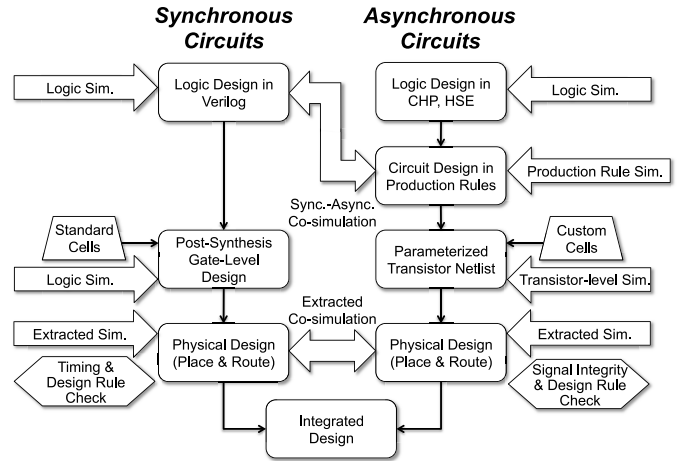 Synchronous
Circuits
Asynchronous
Circuits
Logic Sim.
Logic Design in
Verilog
Logic Design in
CHP, HSE
Logic Sim.
Circuit Design in
Production Rules
Production Rule Sim.
Sync.-Async.
Co-simulation
Standard
Cells
Post-Synthesis
Gate-Level
Design
Parameterized
Transistor Netlist
Custom
Cells
Logic Sim.
Transistor-level Sim.
Extracted
Co-simulation
Extracted Sim.
Physical Design
(Place & Route)
Physical Design
(Place & Route)
Extracted Sim.
Timing &
Design Rule
Check
Signal Integrity
& Design Rule
Check
Integrated
Design